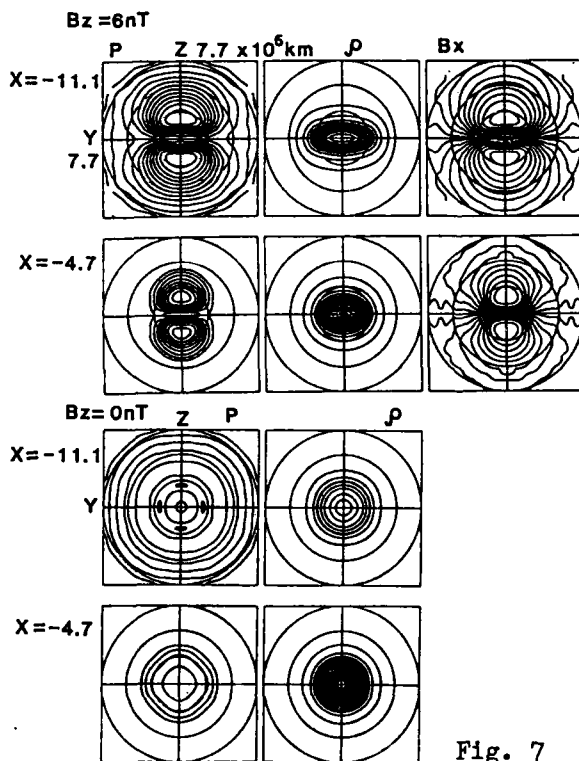 Bz=6nT
P Z 7.7 x10⁶km ρ Bx
X=-11.1
Y
7.7
X=-4.7
Bz=0nT Z P ρ
X=-11.1
Y
X=-4.7
Fig. 7